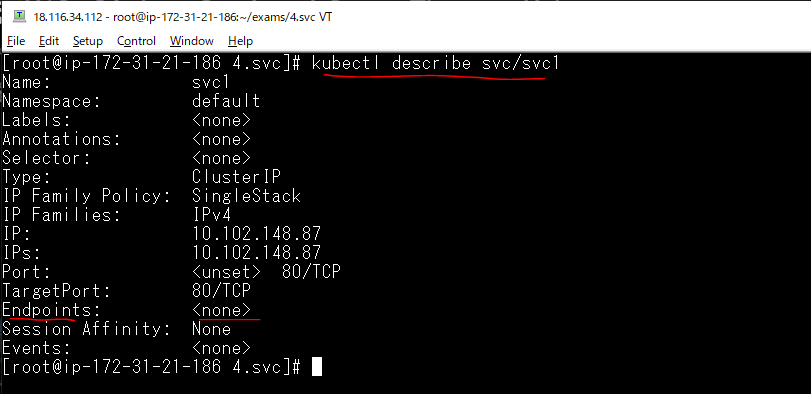 18.116.34.112 - root@ip-172-31-21-186:~/exams/4.svc VT
File Edit Setup Control Window Help
[root@ip-172-31-21-186 4.svc]# kubectl describe svc/svc1
Name: svc1
Namespace: default
Labels: <none>
Annotations: <none>
Selector: <none>
Type: ClusterIP
IP Family Policy: SingleStack
IP Families: IPv4
IP: 10.102.148.87
IPs: 10.102.148.87
Port: <unset> 80/TCP
TargetPort: 80/TCP
Endpoints: <none>
Session Affinity: None
Events: <none>
[root@ip-172-31-21-186 4.svc]#